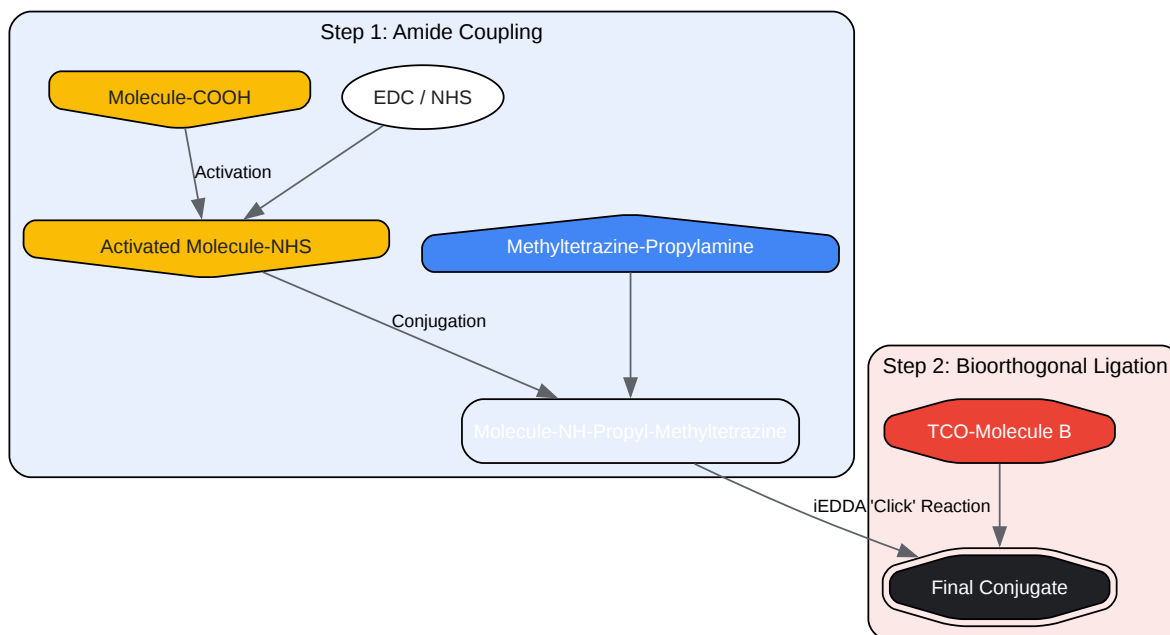 Step 1: Amide Coupling
Molecule-COOH
EDC / NHS
Activation
Activated Molecule-NHS
Methyltetrazine-Propylamine
Conjugation
Molecule-NH-Propyl-Methyltetrazine
Step 2: Bioorthogonal Ligation
TCO-Molecule B
iEDDA 'Click' Reaction
Final Conjugate